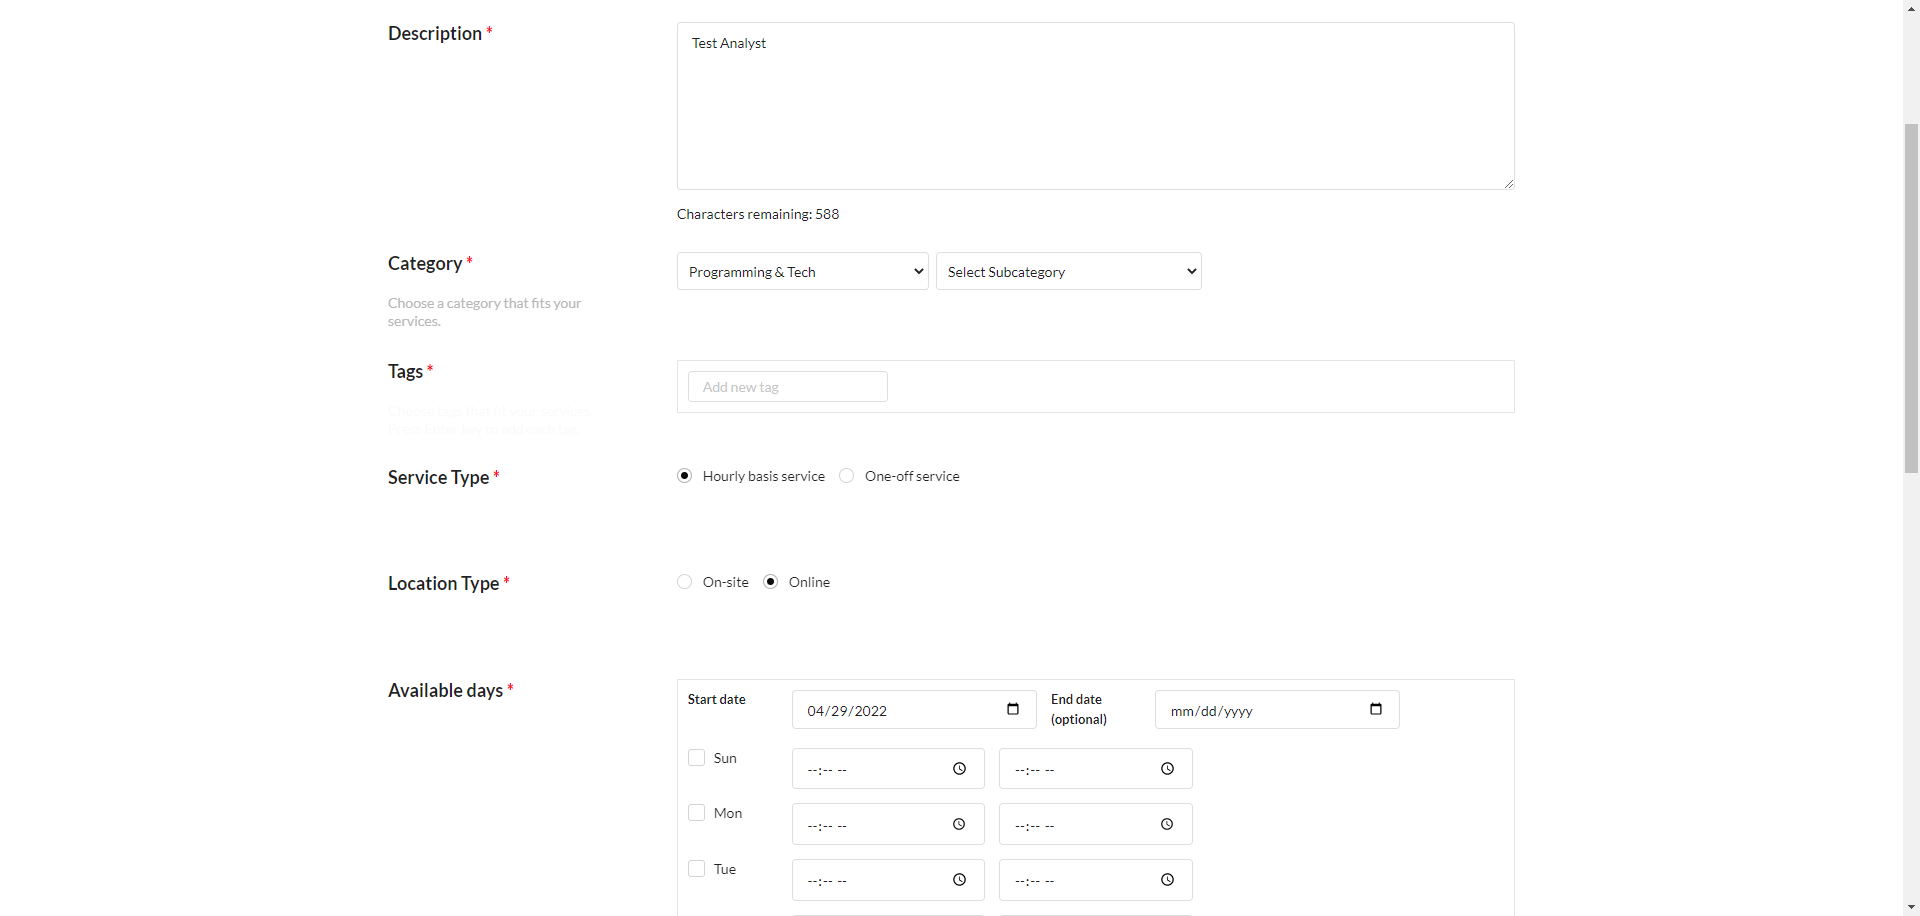 Description *
Test Analyst
Characters remaining: 588
Category *
Programming & Tech
Select Subcategory
Choose a category that fits your
services.
Tags *
Add new tag
Choose tags that fit your services.
Press Enter key to add each tag.
Service Type *
Hourly basis service
One-off service
Location Type *
On-site
Online
Available days *
Start date
04/29/2022
End date
(optional)
mm/dd/yyyy
Sun
--:-- --
--:-- --
Mon
--:-- --
--:-- --
Tue
--:-- --
--:-- --